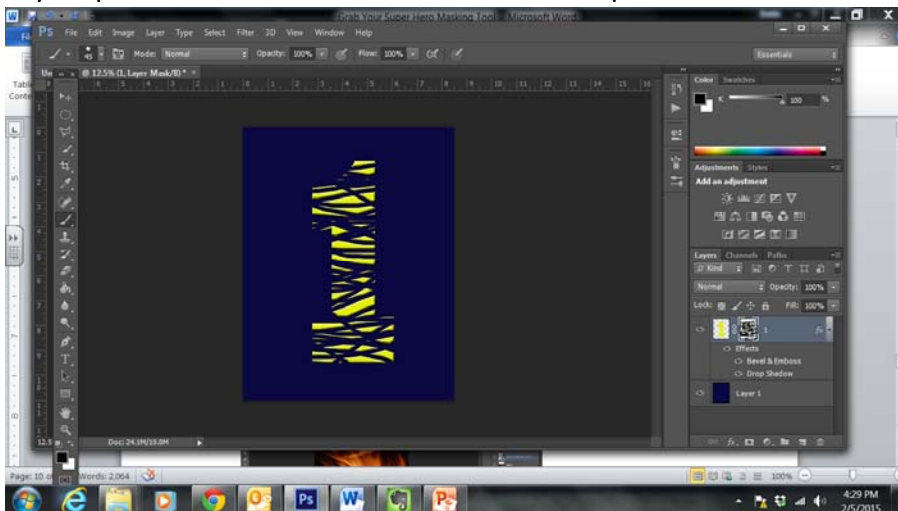 Grab Your Super Hero Masking Tool - Microsoft Word
Ps File Edit Image Layer Type Select Filter 3D View Window Help
45 Mode: Normal Opacity: 100% Flow: 100% Essentials
@ 12.5% (1, Layer Mask/8) * ×
Color Swatches
K 100 %
Adjustments Styles
Add an adjustment
Layers Channels Paths
Kind
Normal Opacity: 100%
Lock: Fill: 100%
1 fx
Effects
Bevel & Emboss
Drop Shadow
Layer 1
Doc: 24.1M/10.0M
Words: 2,064 100%
Ps W P
4:29 PM
2/5/2015